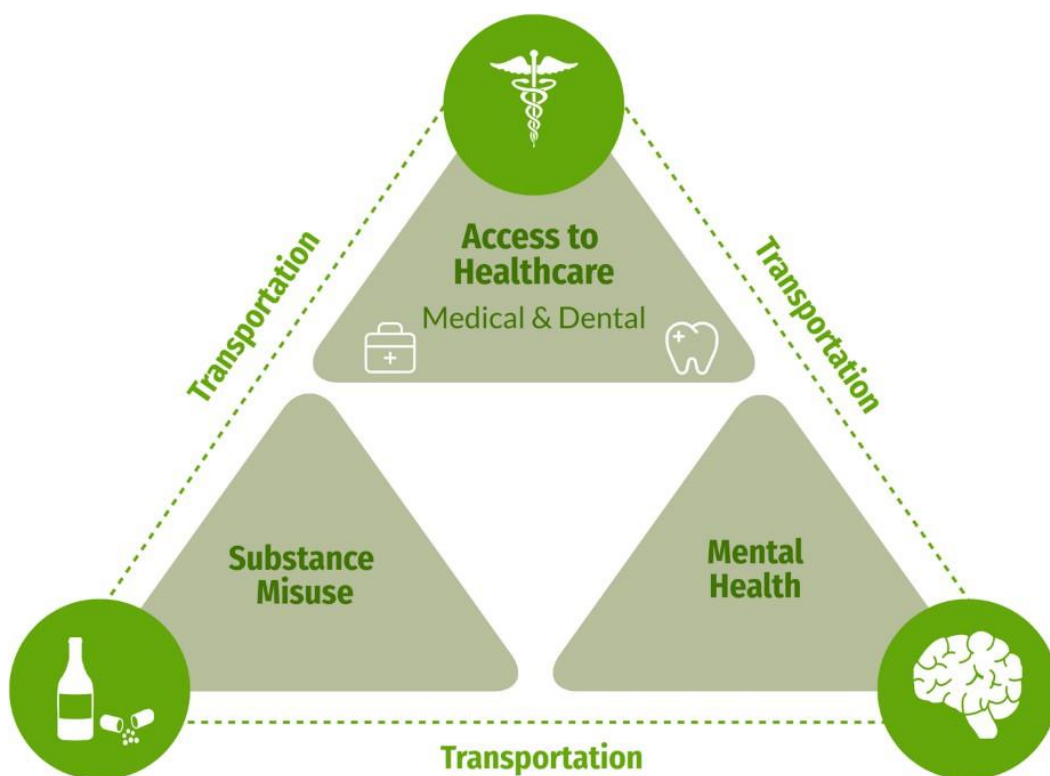 Access to
Healthcare
Medical & Dental
Transportation
Transportation
Substance
Misuse
Mental
Health
Transportation